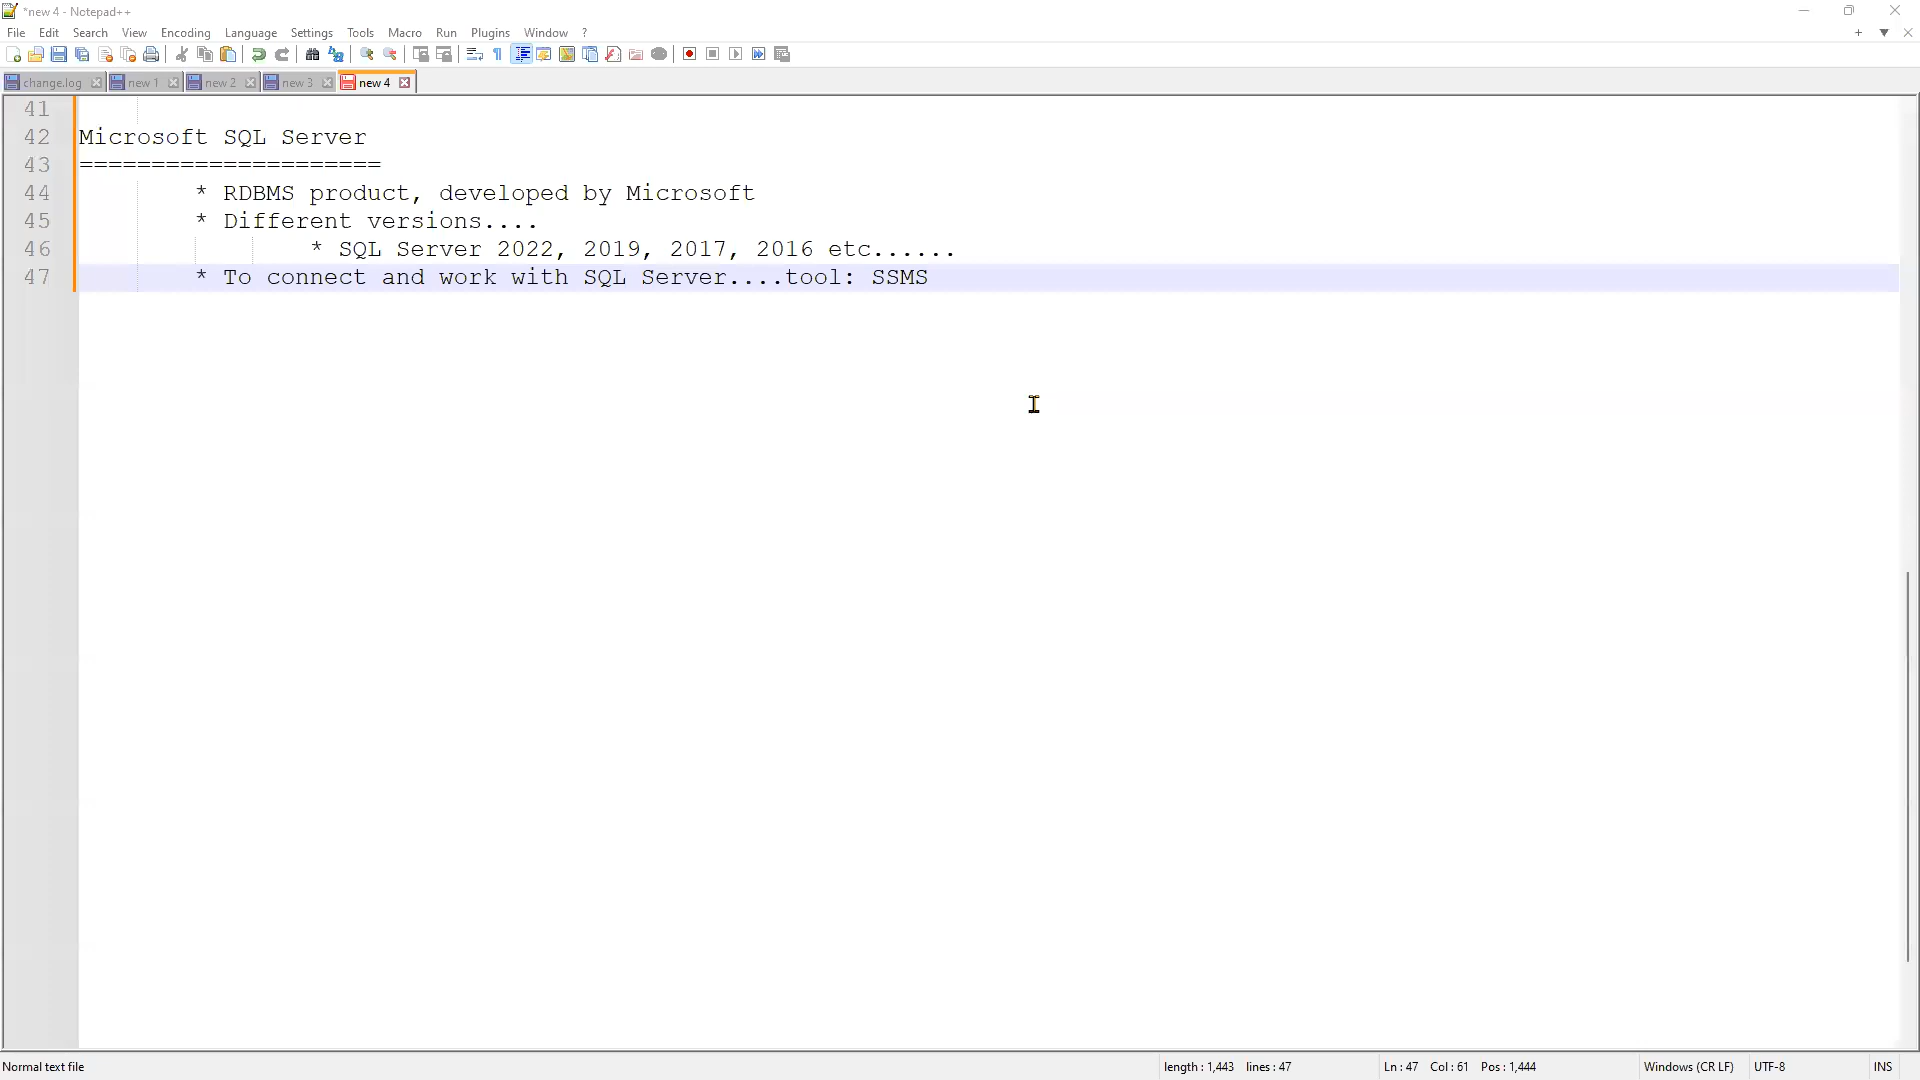 *new 4 - Notepad++
File Edit Search View Encoding Language Settings Tools Macro Run Plugins Window ?
change.log new 1 new 2 new 3 new 4
41
42 Microsoft SQL Server
43 =====================
44 * RDBMS product, developed by Microsoft
45 * Different versions....
46 * SQL Server 2022, 2019, 2017, 2016 etc......
47 * To connect and work with SQL Server....tool: SSMS
Normal text file length : 1,443 lines : 47 Ln : 47 Col : 61 Pos : 1,444 Windows (CR LF) UTF-8 INS